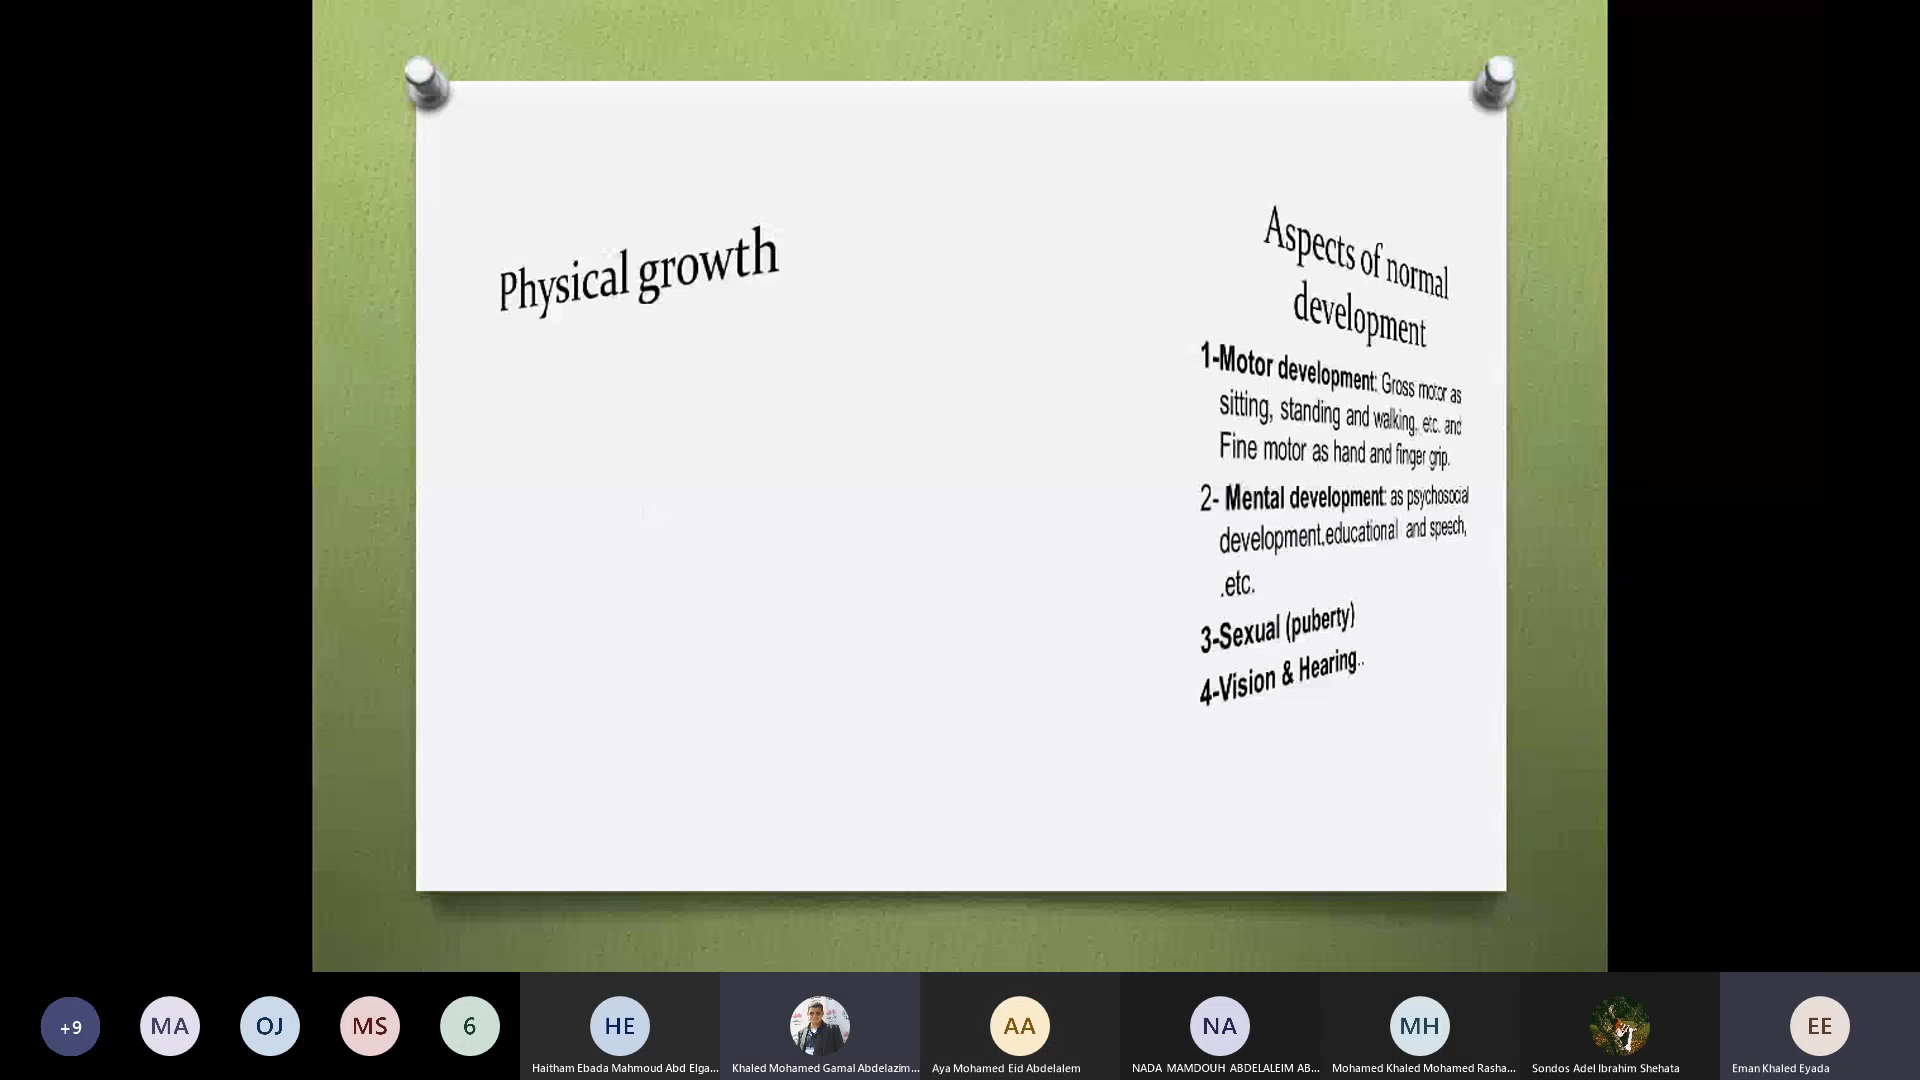 Physical growth
Aspects of normal
development
1-Motor development: Gross motor as
sitting, standing and walking, etc. and
Fine motor as hand and finger grip.
2- Mental development: as psychosocial
development,educational and speech,
.etc.
3-Sexual (puberty)
4-Vision & Hearing..
+9
MA
OJ
MS
6
HE
AA
NA
MH
EE
Haitham Ebada Mahmoud Abd Elga...
Khaled Mohamed Gamal Abdelazim...
Aya Mohamed Eid Abdelalem
NADA MAMDOUH ABDELALEIM AB...
Mohamed Khaled Mohamed Rasha...
Sondos Adel Ibrahim Shehata
Eman Khaled Eyada